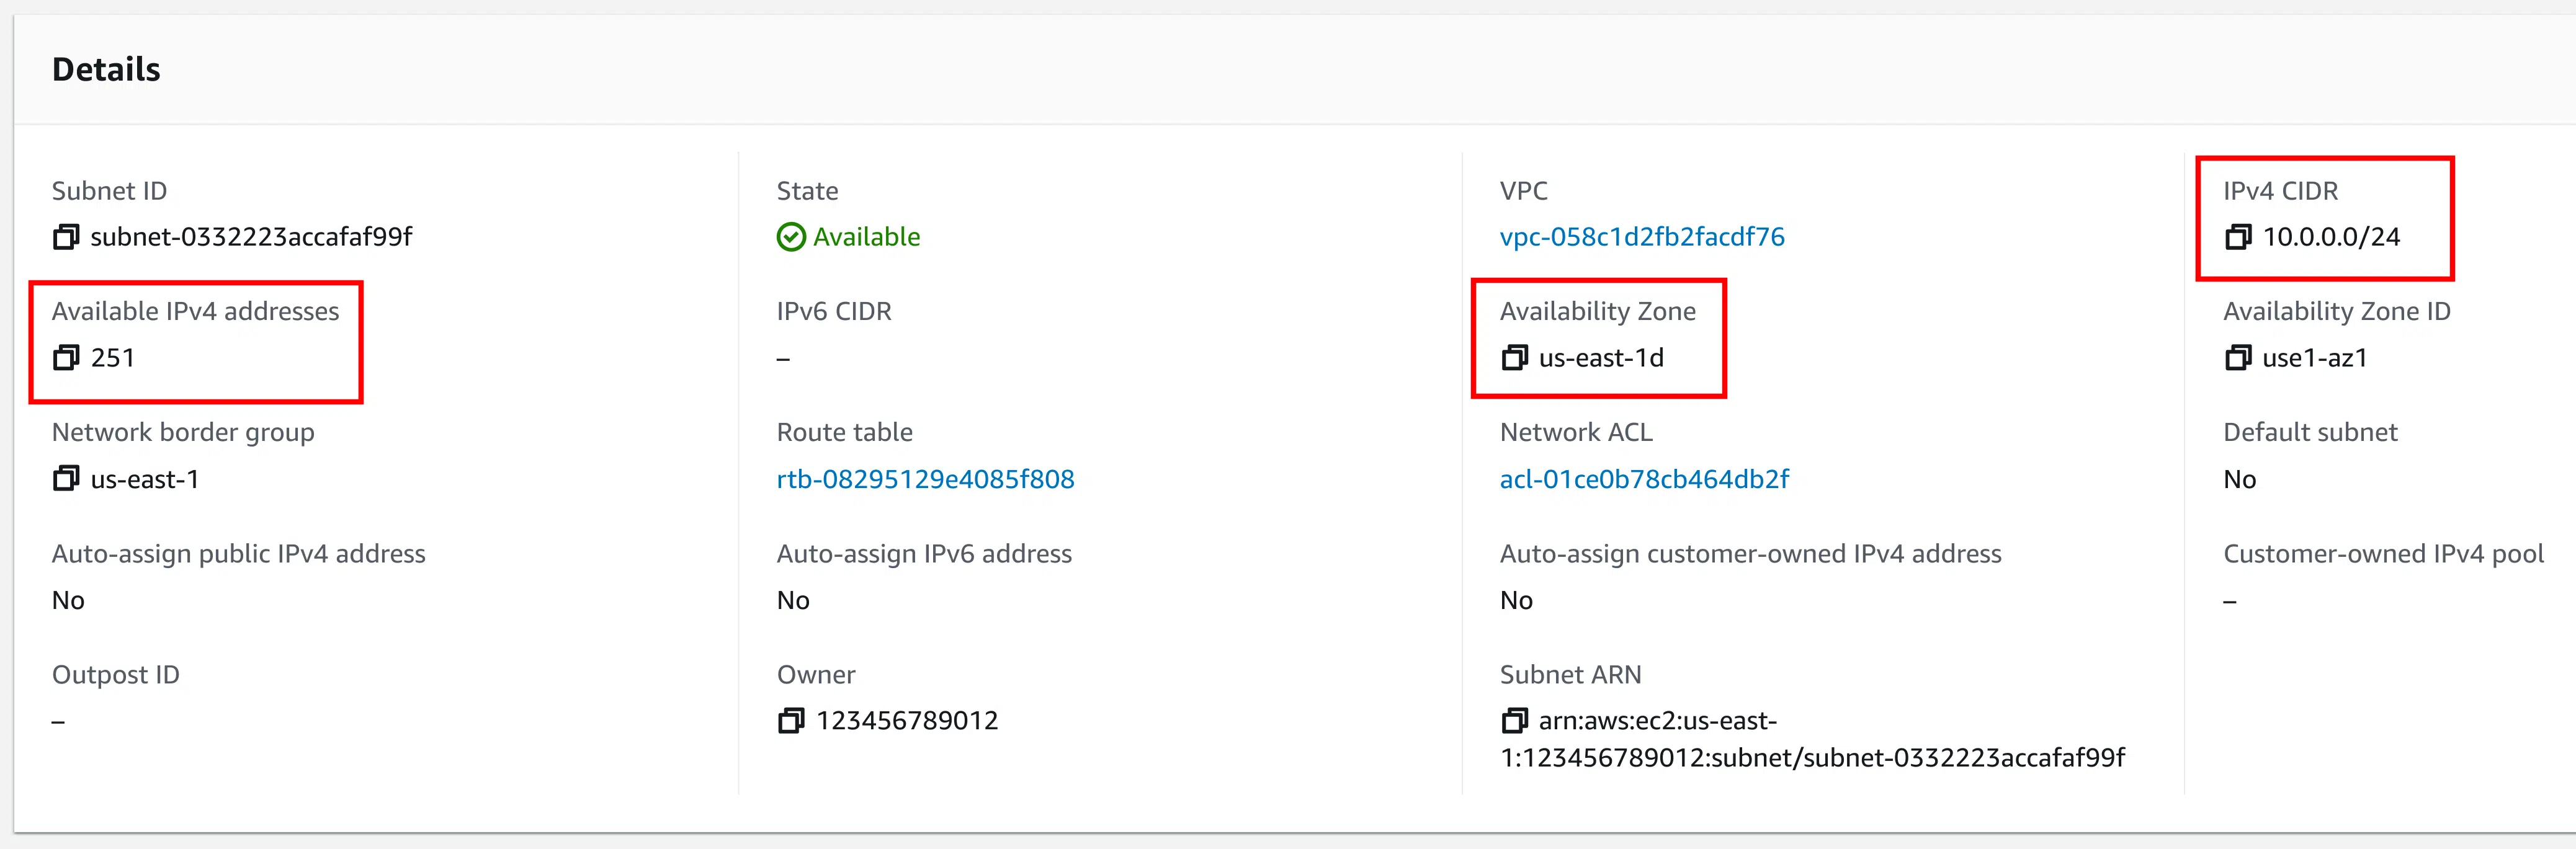 Details
Subnet ID
subnet-0332223accafaf99f
State
Available
VPC
vpc-058c1d2fb2facdf76
IPv4 CIDR
10.0.0.0/24
Available IPv4 addresses
251
IPv6 CIDR
–
Availability Zone
us-east-1d
Availability Zone ID
use1-az1
Network border group
us-east-1
Route table
rtb-08295129e4085f808
Network ACL
acl-01ce0b78cb464db2f
Default subnet
No
Auto-assign public IPv4 address
No
Auto-assign IPv6 address
No
Auto-assign customer-owned IPv4 address
No
Customer-owned IPv4 pool
–
Outpost ID
–
Owner
123456789012
Subnet ARN
arn:aws:ec2:us-east-
1:123456789012:subnet/subnet-0332223accafaf99f